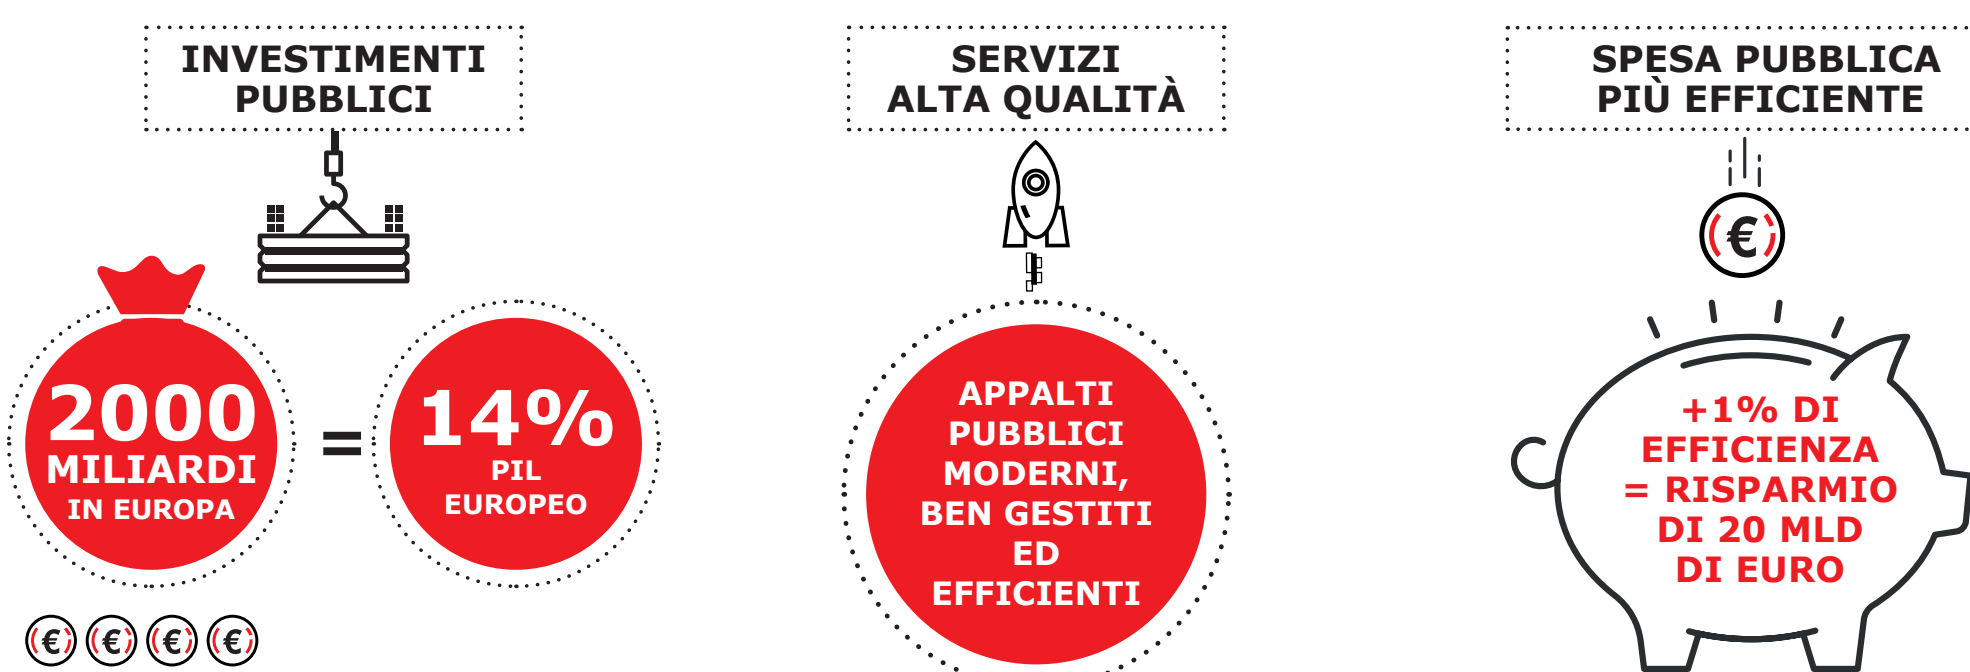 INVESTIMENTI
PUBBLICI
2000
MILIARDI
IN EUROPA
=
14%
PIL
EUROPEO
€ € € €
SERVIZI
ALTA QUALITÀ
APPALTI
PUBBLICI
MODERNI,
BEN GESTITI
ED
EFFICIENTI
SPESA PUBBLICA
PIÙ EFFICIENTE
€
+1% DI
EFFICIENZA
= RISPARMIO
DI 20 MLD
DI EURO